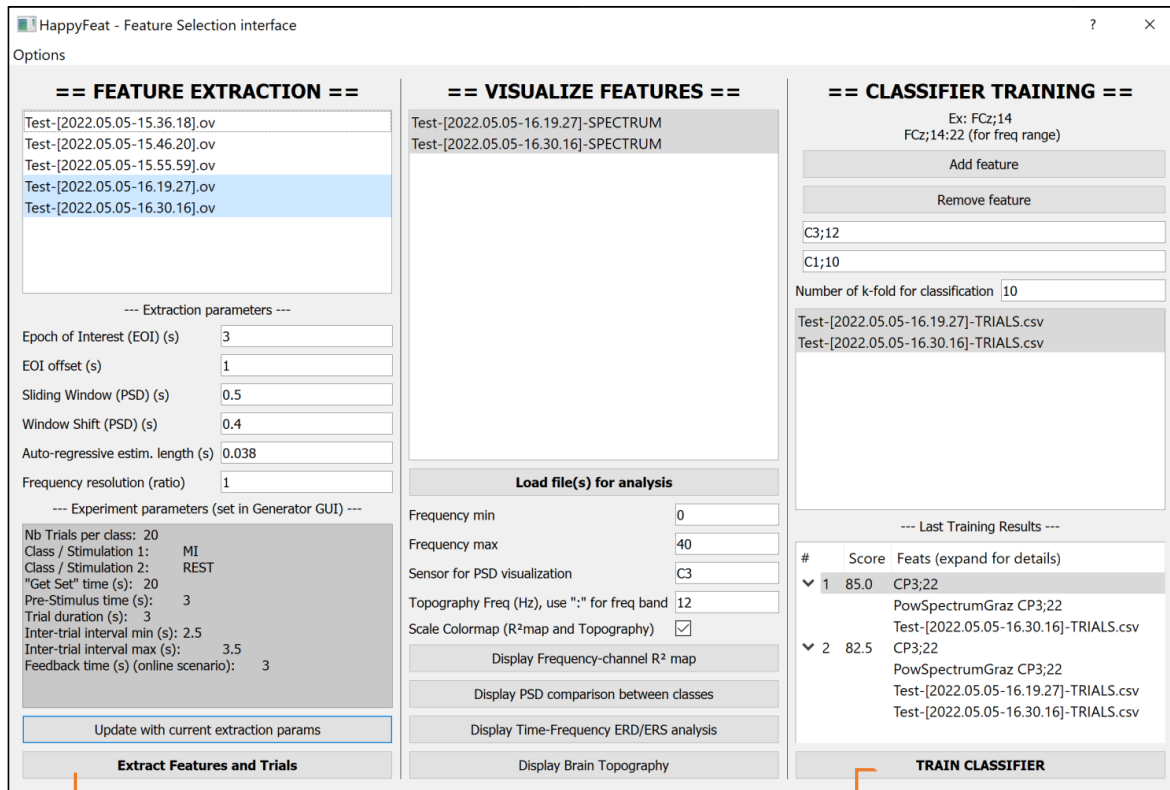 HappyFeat - Feature Selection interface
?
×
Options
== FEATURE EXTRACTION ==
Test-[2022.05.05-15.36.18].ov
Test-[2022.05.05-15.46.20].ov
Test-[2022.05.05-15.55.59].ov
Test-[2022.05.05-16.19.27].ov
Test-[2022.05.05-16.30.16].ov
--- Extraction parameters ---
Epoch of Interest (EOI) (s) 3
EOI offset (s) 1
Sliding Window (PSD) (s) 0.5
Window Shift (PSD) (s) 0.4
Auto-regressive estim. length (s) 0.038
Frequency resolution (ratio) 1
--- Experiment parameters (set in Generator GUI) ---
Nb Trials per class: 20
Class / Stimulation 1: MI
Class / Stimulation 2: REST
"Get Set" time (s): 20
Pre-Stimulus time (s): 3
Trial duration (s): 3
Inter-trial interval min (s): 2.5
Inter-trial interval max (s): 3.5
Feedback time (s) (online scenario): 3
Update with current extraction params
Extract Features and Trials
== VISUALIZE FEATURES ==
Test-[2022.05.05-16.19.27]-SPECTRUM
Test-[2022.05.05-16.30.16]-SPECTRUM
Load file(s) for analysis
Frequency min 0
Frequency max 40
Sensor for PSD visualization C3
Topography Freq (Hz), use ":" for freq band 12
Scale Colormap (R²map and Topography)
Display Frequency-channel R² map
Display PSD comparison between classes
Display Time-Frequency ERD/ERS analysis
Display Brain Topography
== CLASSIFIER TRAINING ==
Ex: FCz;14
FCz;14:22 (for freq range)
Add feature
Remove feature
C3;12
C1;10
Number of k-fold for classification 10
Test-[2022.05.05-16.19.27]-TRIALS.csv
Test-[2022.05.05-16.30.16]-TRIALS.csv
--- Last Training Results ---
# Score Feats (expand for details)
1 85.0 CP3;22
PowSpectrumGraz CP3;22
Test-[2022.05.05-16.30.16]-TRIALS.csv
2 82.5 CP3;22
PowSpectrumGraz CP3;22
Test-[2022.05.05-16.19.27]-TRIALS.csv
Test-[2022.05.05-16.30.16]-TRIALS.csv
TRAIN CLASSIFIER